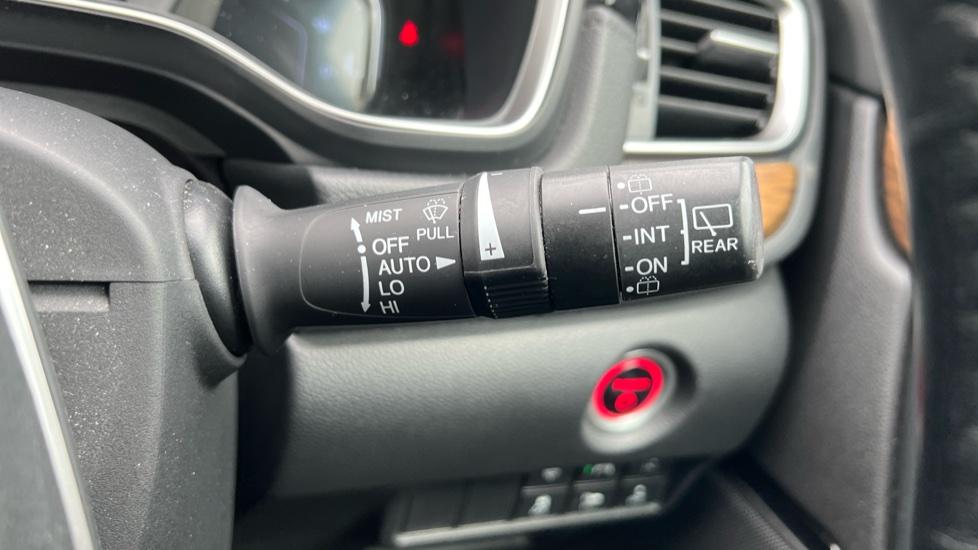 MIST
PULL
OFF
AUTO
LO
HI
- 
+
OFF
INT
ON
REAR